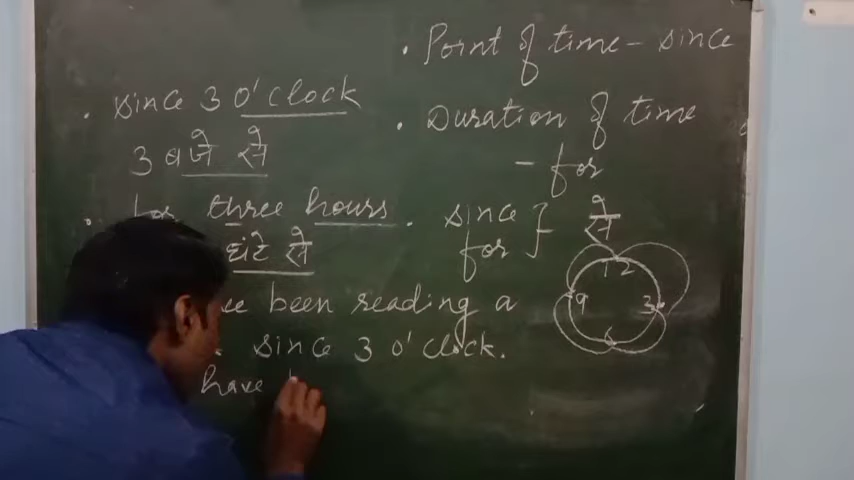 • Point of time - since
• since 3 o'clock
3 बजे से
• Duration of time
- for
• for three hours.
घंटे से
since } - से
for
been reading a
since 3 o'clock.
have
12
9 3
6